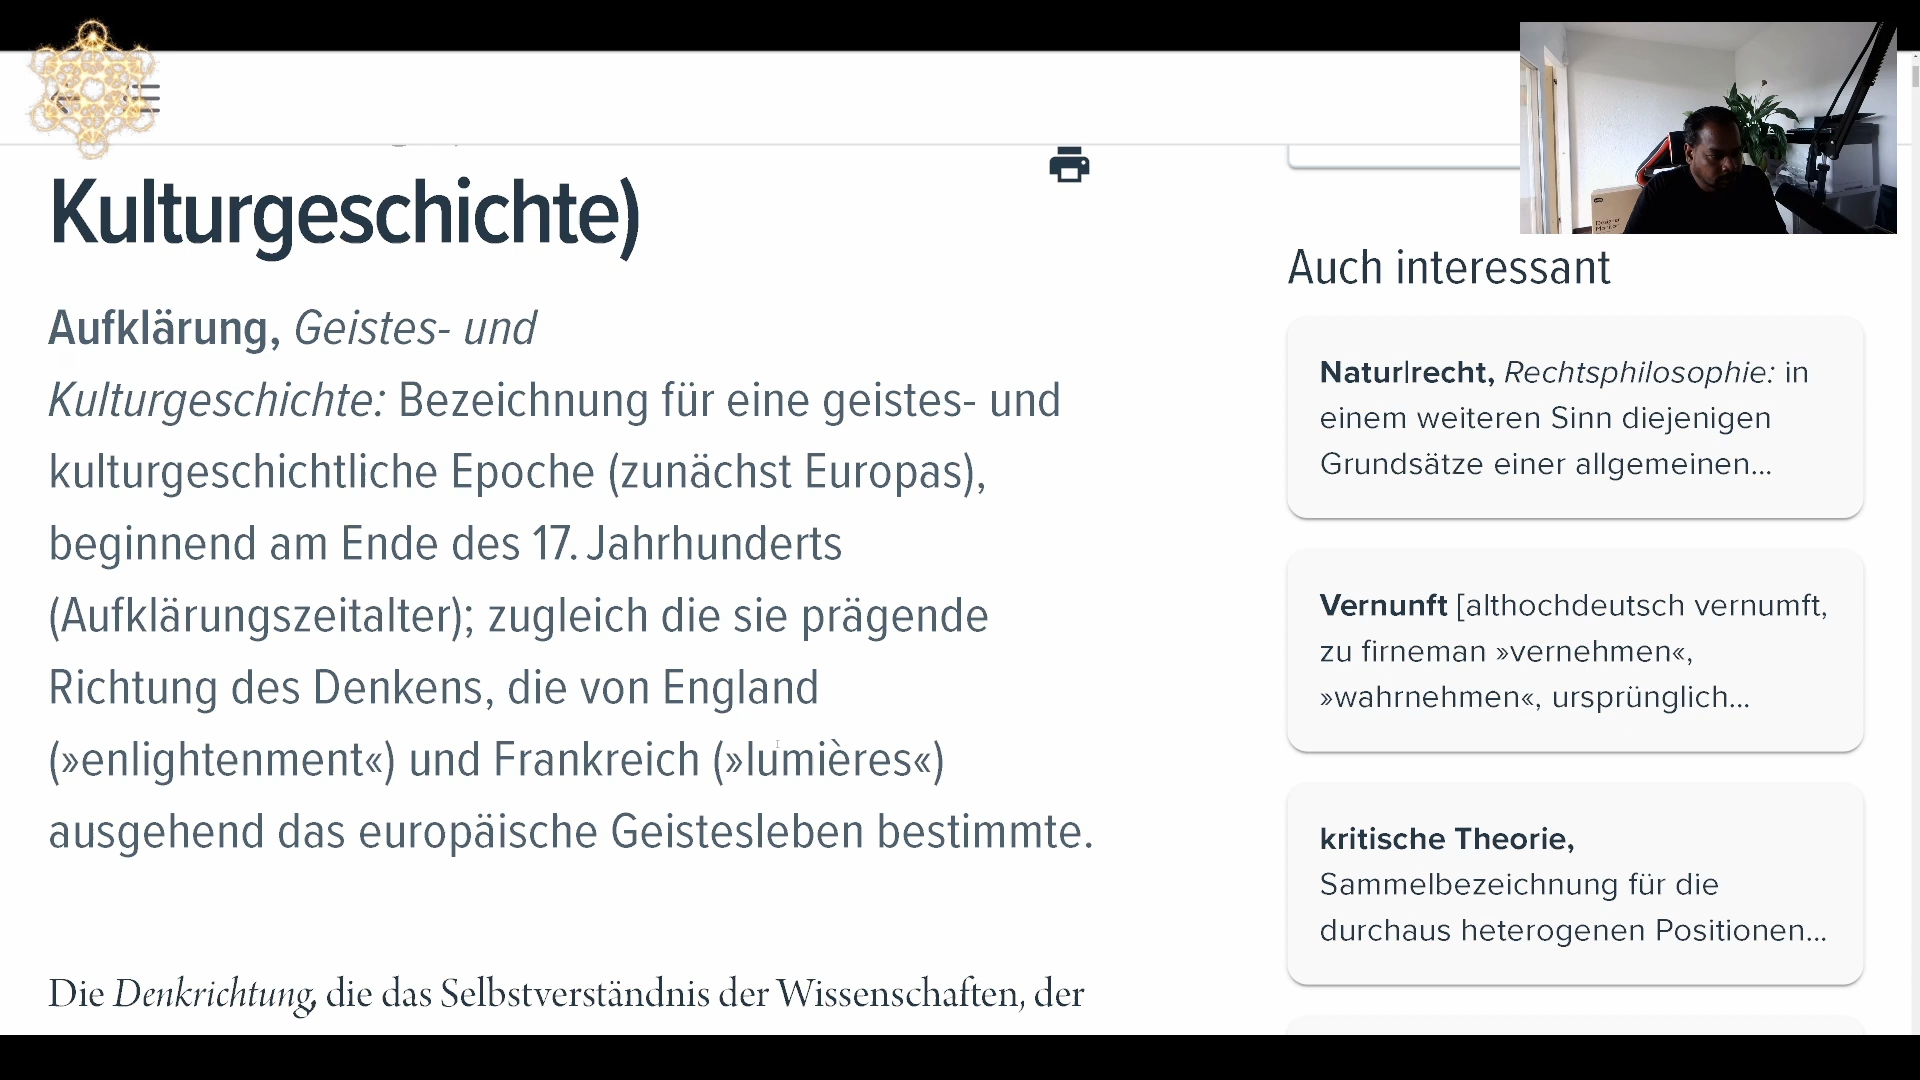 Kulturgeschichte)
Aufklärung, Geistes- und
Kulturgeschichte: Bezeichnung für eine geistes- und
kulturgeschichtliche Epoche (zunächst Europas),
beginnend am Ende des 17. Jahrhunderts
(Aufklärungszeitalter); zugleich die sie prägende
Richtung des Denkens, die von England
(»enlightenment«) und Frankreich (»lumières«)
ausgehend das europäische Geistesleben bestimmte.
Die Denkrichtung, die das Selbstverständnis der Wissenschaften, der
Auch interessant
Natur|recht, Rechtsphilosophie: in
einem weiteren Sinn diejenigen
Grundsätze einer allgemeinen...
Vernunft [althochdeutsch vernumft,
zu firneman »vernehmen«,
»wahrnehmen«, ursprünglich...
kritische Theorie,
Sammelbezeichnung für die
durchaus heterogenen Positionen...